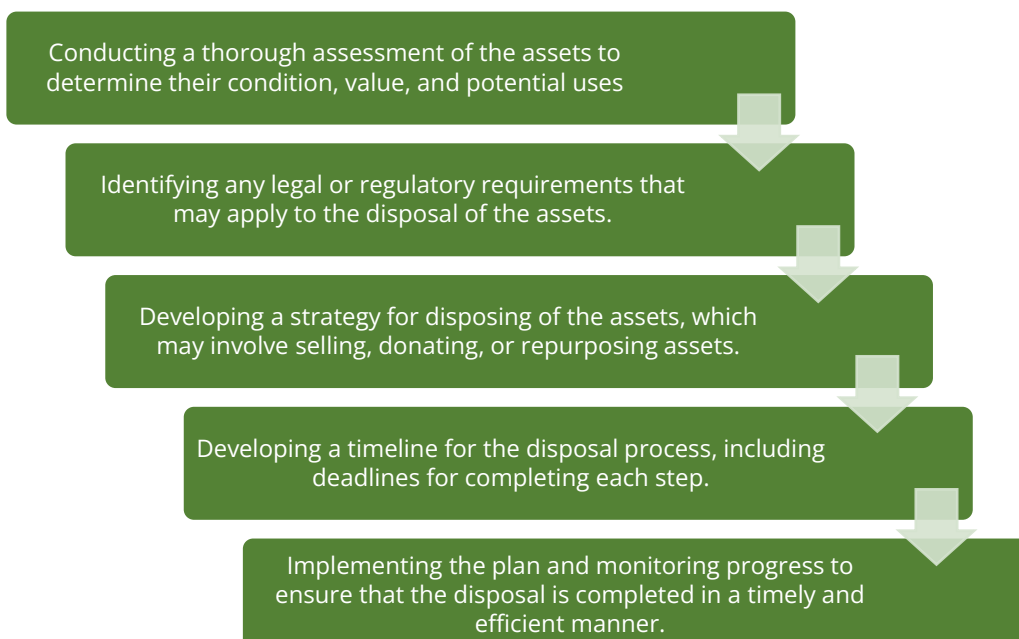 Conducting a thorough assessment of the assets to
determine their condition, value, and potential uses
Identifying any legal or regulatory requirements that
may apply to the disposal of the assets.
Developing a strategy for disposing of the assets, which
may involve selling, donating, or repurposing assets.
Developing a timeline for the disposal process, including
deadlines for completing each step.
Implementing the plan and monitoring progress to
ensure that the disposal is completed in a timely and
efficient manner.